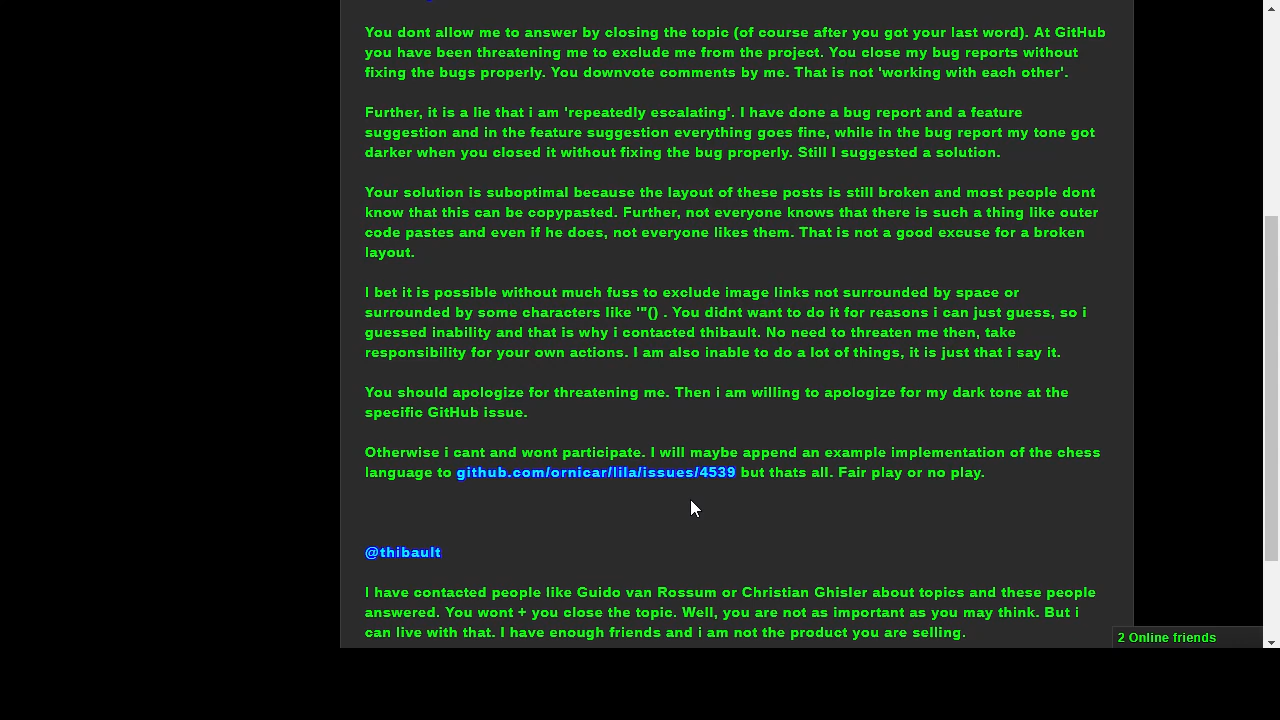 You dont allow me to answer by closing the topic (of course after you got your last word). At GitHub
you have been threatening me to exclude me from the project. You close my bug reports without
fixing the bugs properly. You downvote comments by me. That is not 'working with each other'.
Further, it is a lie that i am 'repeatedly escalating'. I have done a bug report and a feature
suggestion and in the feature suggestion everything goes fine, while in the bug report my tone got
darker when you closed it without fixing the bug properly. Still I suggested a solution.
Your solution is suboptimal because the layout of these posts is still broken and most people dont
know that this can be copypasted. Further, not everyone knows that there is such a thing like outer
code pastes and even if he does, not everyone likes them. That is not a good excuse for a broken
layout.
I bet it is possible without much fuss to exclude image links not surrounded by space or
surrounded by some characters like '"() . You didnt want to do it for reasons i can just guess, so i
guessed inability and that is why i contacted thibault. No need to threaten me then, take
responsibility for your own actions. I am also inable to do a lot of things, it is just that i say it.
You should apologize for threatening me. Then i am willing to apologize for my dark tone at the
specific GitHub issue.
Otherwise i cant and wont participate. I will maybe append an example implementation of the chess
language to github.com/ornicar/lila/issues/4539 but thats all. Fair play or no play.
@thibault
I have contacted people like Guido van Rossum or Christian Ghisler about topics and these people
answered. You wont + you close the topic. Well, you are not as important as you may think. But i
can live with that. I have enough friends and i am not the product you are selling.
2 Online friends